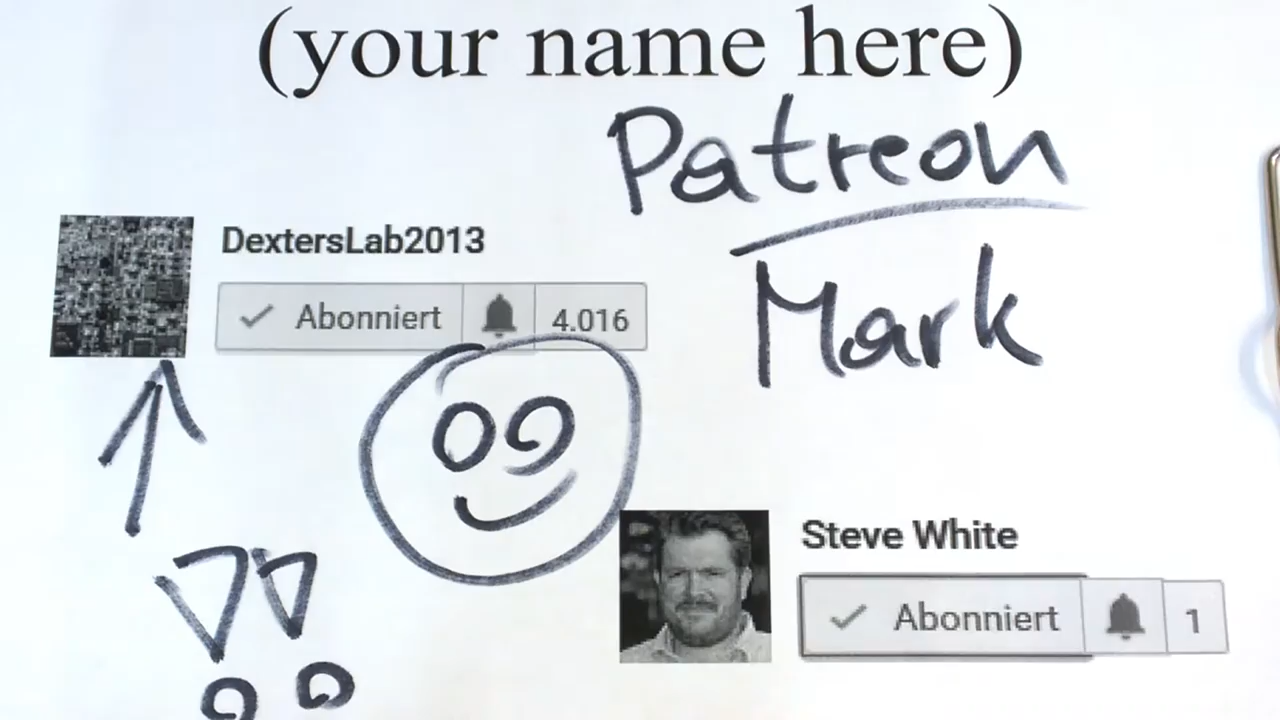 (your name here)
Patreon
DextersLab2013
Abonniert 4.016
Mark
Steve White
Abonniert 1